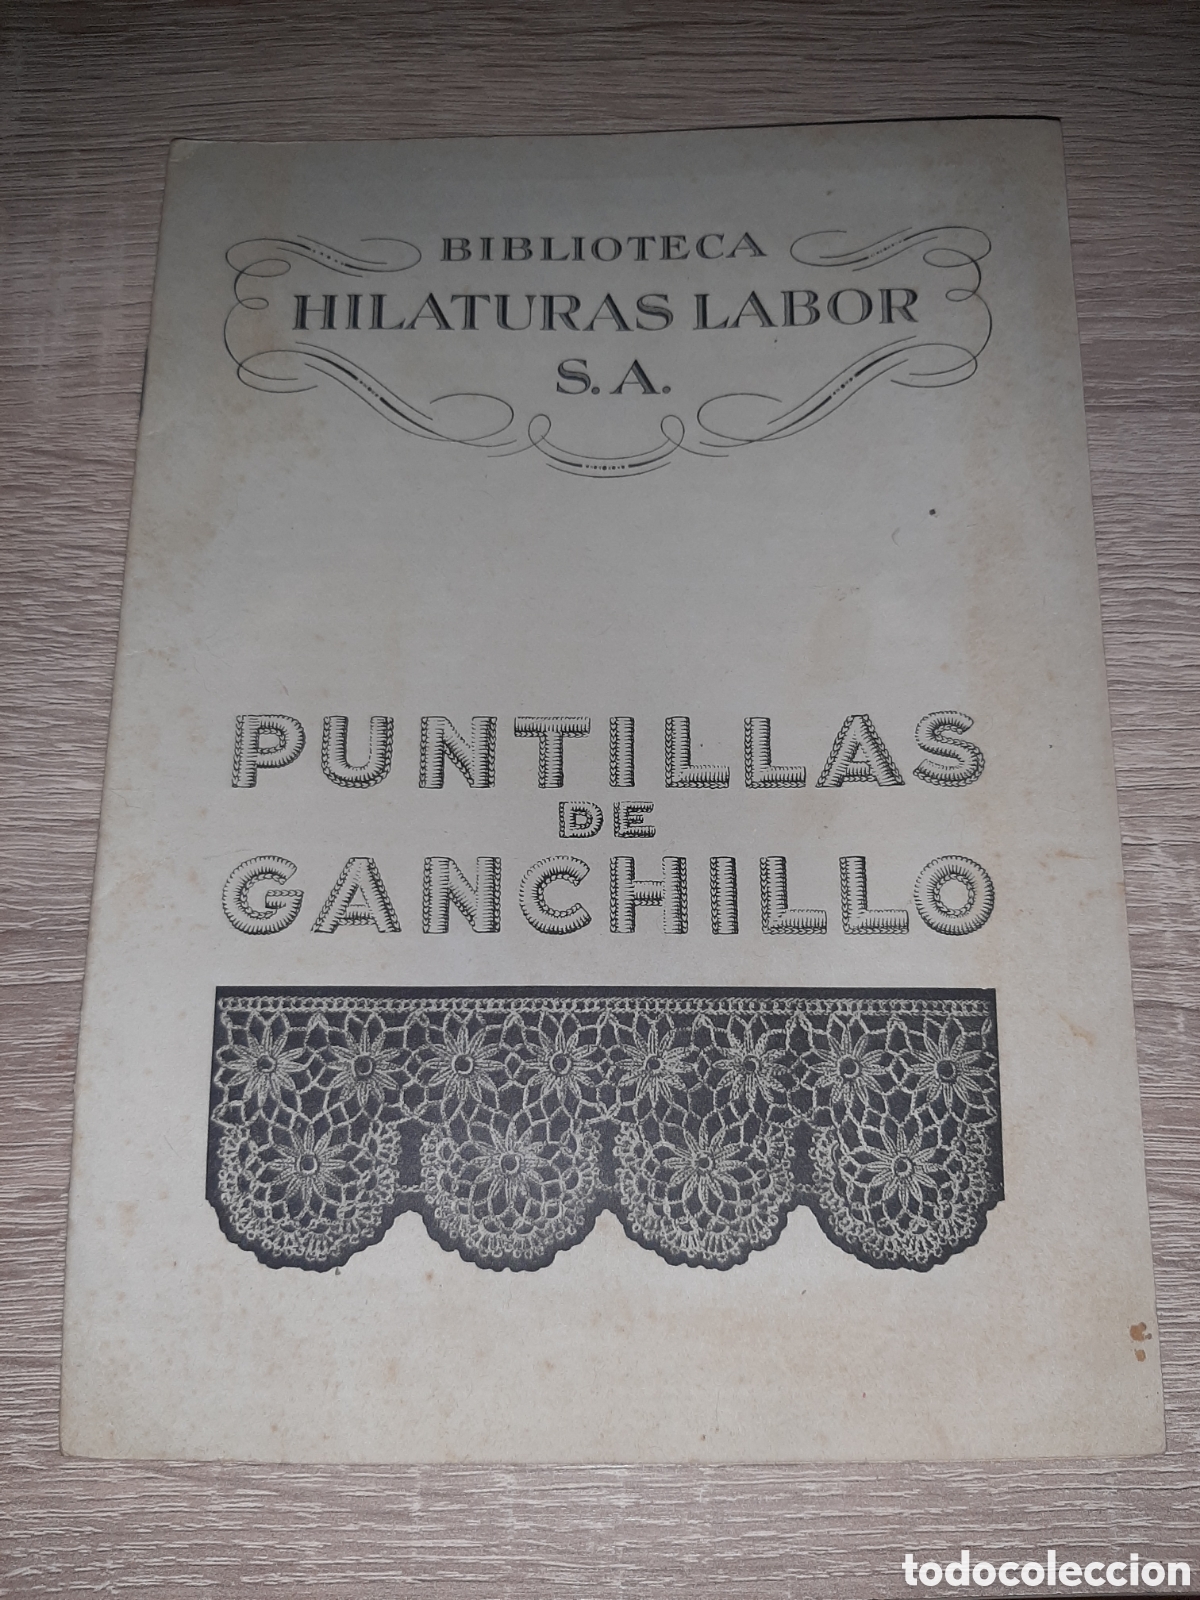 BIBLIOTECA
HILATURAS LABOR
S. A.
PUNTILLAS
DE
GANCHILLO
todocoleccion